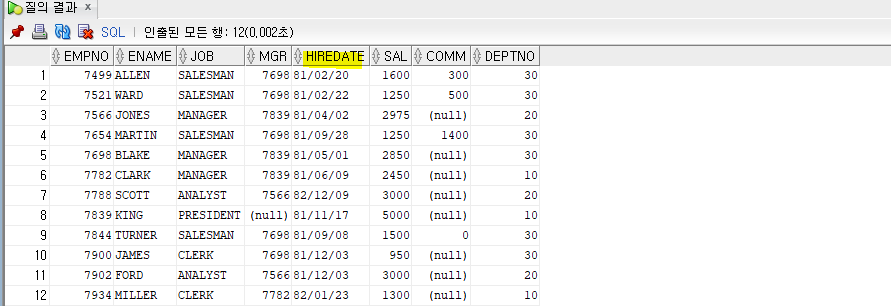 질의 결과 ×
SQL | 인출된 모든 행: 12(0,002초)
EMPNO ENAME JOB MGR HIREDATE SAL COMM DEPTNO
1 7499 ALLEN SALESMAN 7698 81/02/20 1600 300 30
2 7521 WARD SALESMAN 7698 81/02/22 1250 500 30
3 7566 JONES MANAGER 7839 81/04/02 2975 (null) 20
4 7654 MARTIN SALESMAN 7698 81/09/28 1250 1400 30
5 7698 BLAKE MANAGER 7839 81/05/01 2850 (null) 30
6 7782 CLARK MANAGER 7839 81/06/09 2450 (null) 10
7 7788 SCOTT ANALYST 7566 82/12/09 3000 (null) 20
8 7839 KING PRESIDENT (null) 81/11/17 5000 (null) 10
9 7844 TURNER SALESMAN 7698 81/09/08 1500 0 30
10 7900 JAMES CLERK 7698 81/12/03 950 (null) 30
11 7902 FORD ANALYST 7566 81/12/03 3000 (null) 20
12 7934 MILLER CLERK 7782 82/01/23 1300 (null) 10